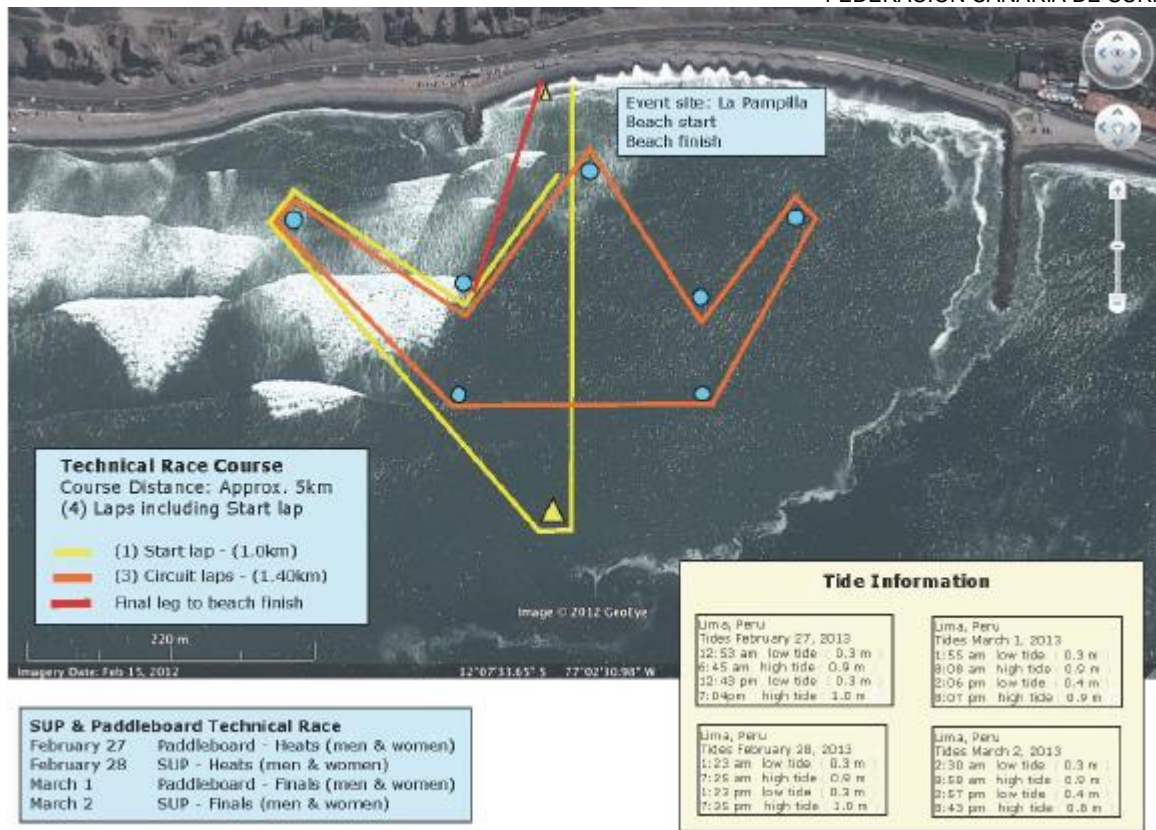 Event site: La Pampilla
Beach start
Beach finish
Technical Race Course
Course Distance: Approx. 5km
(4) Laps including Start lap
(1) Start lap - (1.0km)
(3) Circuit laps - (1.40km)
Final leg to beach finish
220 m
Image © 2012 GeoEye
Imagery Date: Feb 15, 2012
12°07'33.65" S 77°02'10.98" W
Tide Information
Lima, Peru
Tides February 27, 2013
12:53 am low tide ( 0.3 m )
6:45 am high tide ( 0.9 m )
12:43 pm low tide ( 0.3 m )
7:04pm high tide ( 1.0 m )
Lima, Peru
Tides March 1, 2013
1:55 am low tide ( 0.3 m )
8:08 am high tide ( 0.9 m )
2:06 pm low tide ( 0.4 m )
8:07 pm high tide ( 0.9 m )
Lima, Peru
Tides February 28, 2013
1:23 am low tide ( 0.3 m )
7:25 am high tide ( 0.9 m )
1:23 pm low tide ( 0.3 m )
7:35 pm high tide ( 1.0 m )
Lima, Peru
Tides March 2, 2013
2:30 am low tide ( 0.3 m )
8:59 am high tide ( 0.9 m )
2:57 pm low tide ( 0.4 m )
8:43 pm high tide ( 0.8 m )
SUP & Paddleboard Technical Race
February 27 Paddleboard - Heats (men & women)
February 28 SUP - Heats (men & women)
March 1 Paddleboard - Finals (men & women)
March 2 SUP - Finals (men & women)